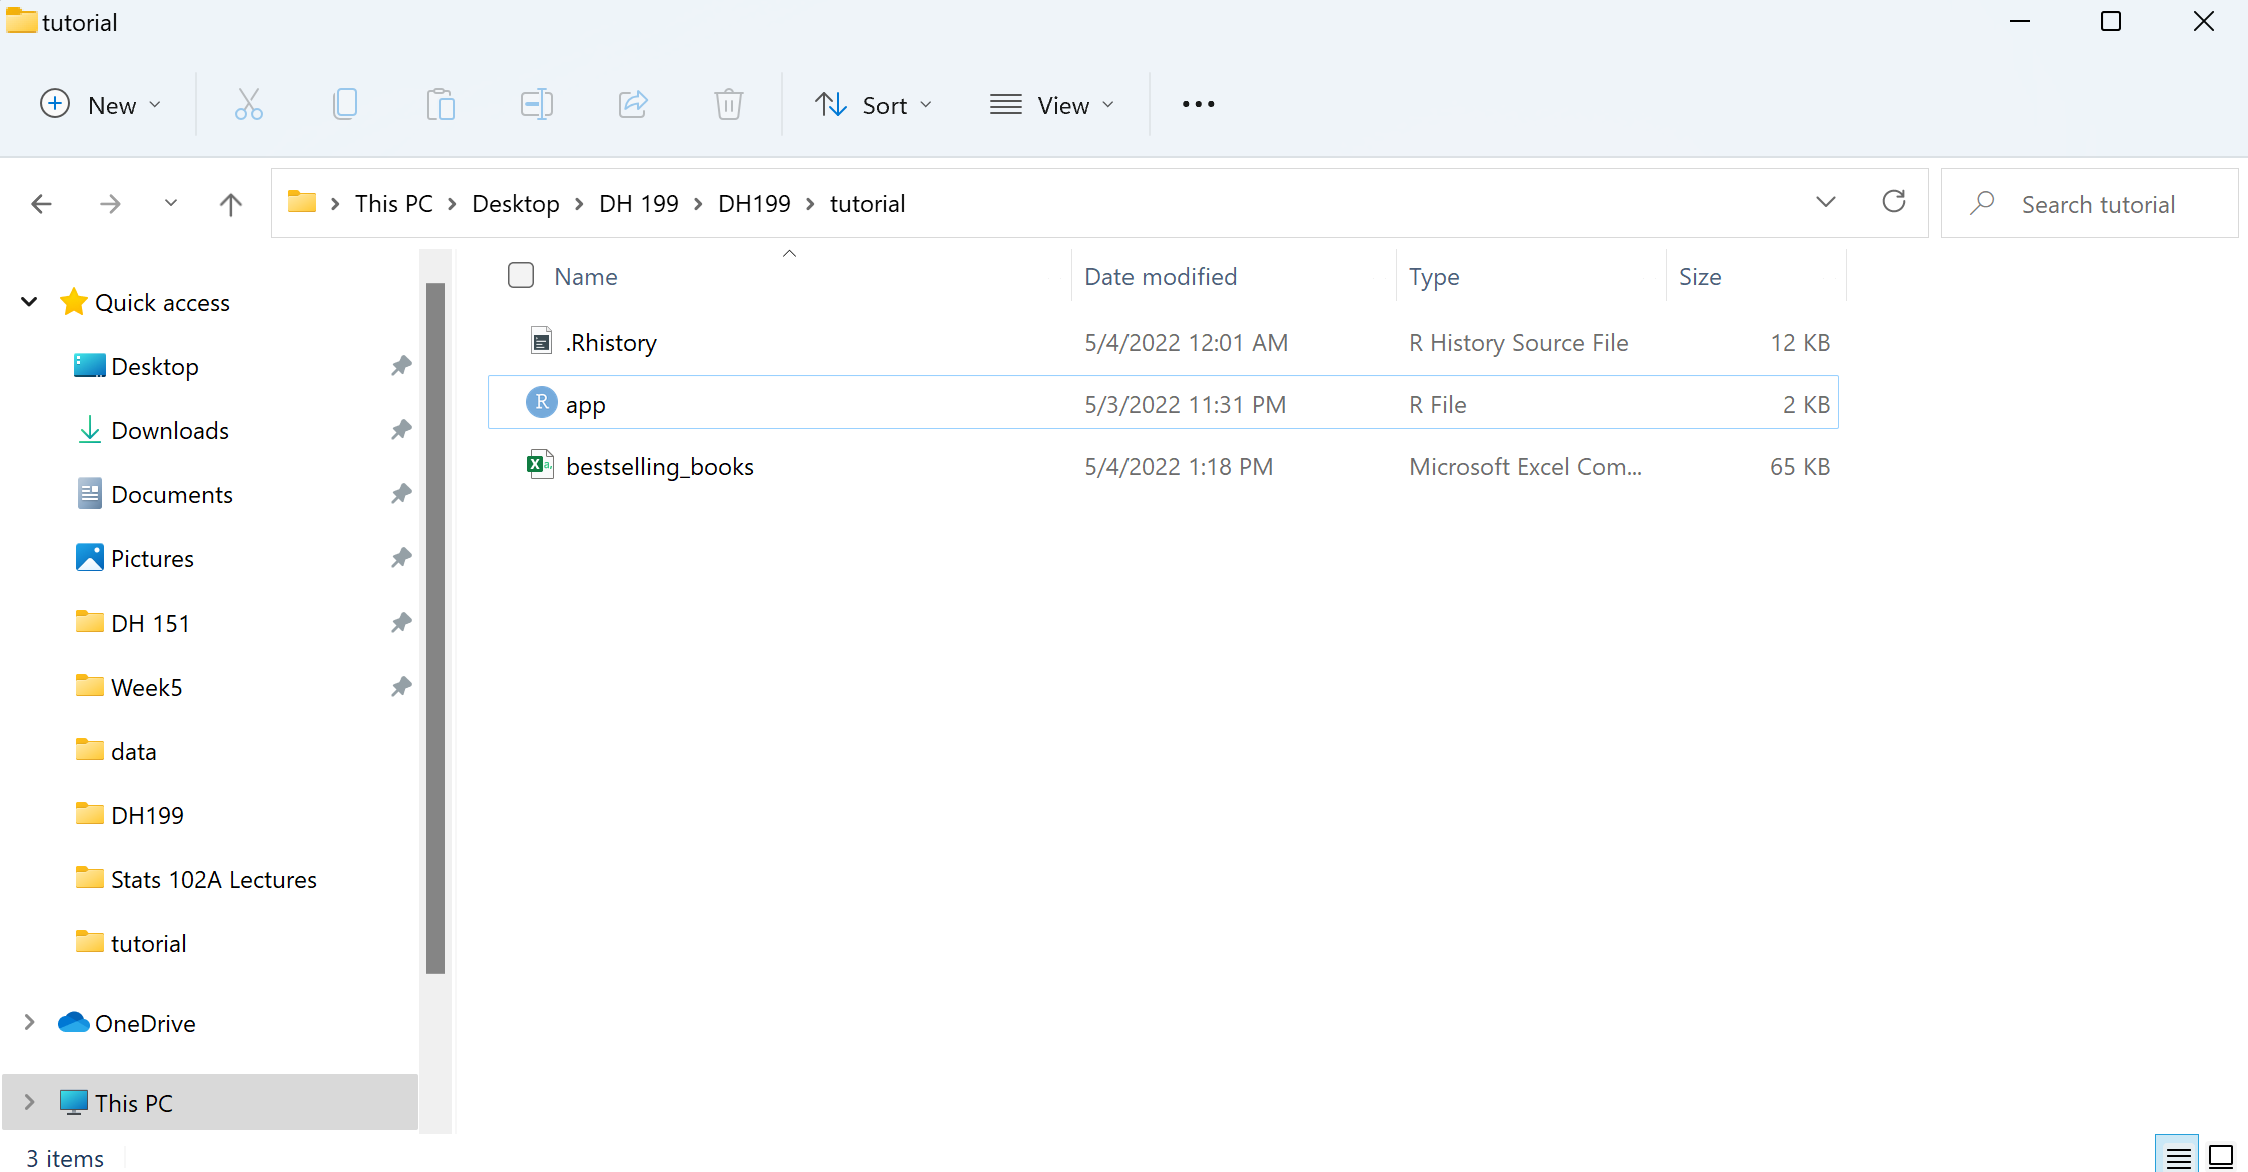 tutorial
New
Sort
View
This PC
Desktop
DH 199
DH199
tutorial
Search tutorial
Quick access
Desktop
Downloads
Documents
Pictures
DH 151
Week5
data
DH199
Stats 102A Lectures
tutorial
OneDrive
This PC
Name Date modified Type Size
.Rhistory 5/4/2022 12:01 AM R History Source File 12 KB
R app 5/3/2022 11:31 PM R File 2 KB
bestselling_books 5/4/2022 1:18 PM Microsoft Excel Com... 65 KB
3 items